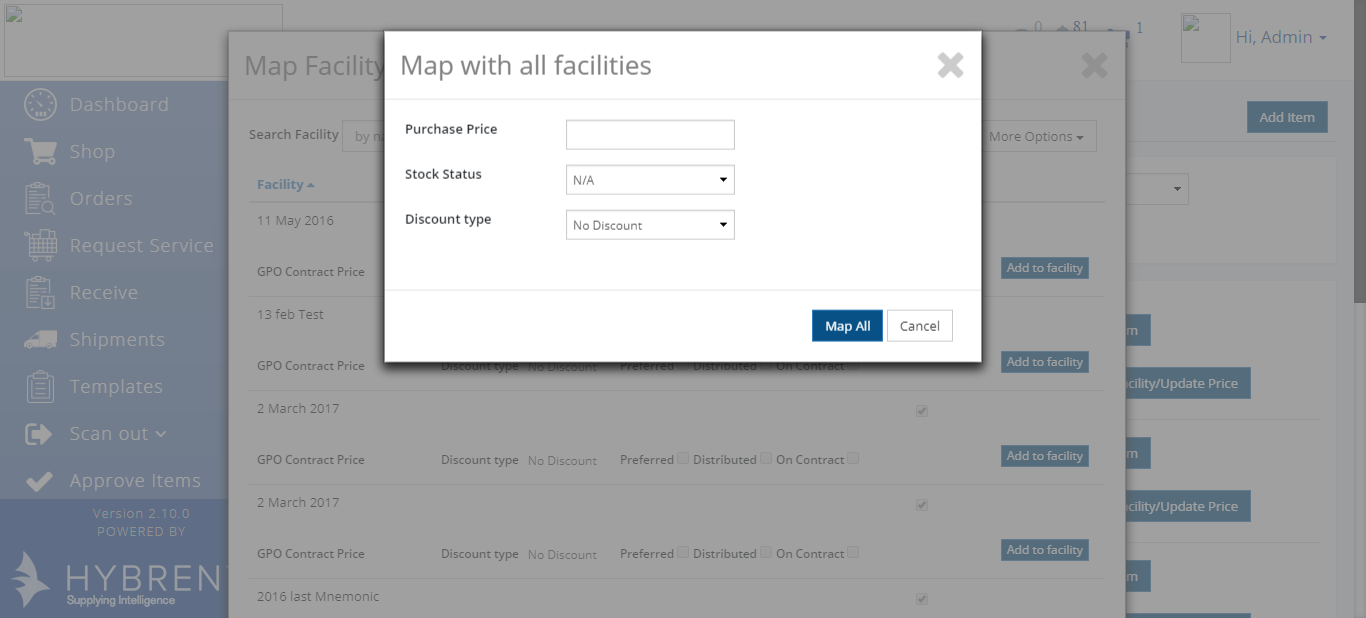 0 81 1
Hi, Admin
Map Facility
Map with all facilities
Dashboard
Shop
Orders
Request Service
Receive
Shipments
Templates
Scan out
Approve Items
Version 2.10.0
POWERED BY
HYBREN
Supplying Intelligence
Add Item
Search Facility
by na
More Options
Purchase Price
Stock Status
N/A
Discount type
No Discount
Map All
Cancel
Facility
11 May 2016
GPO Contract Price
Add to facility
13 feb Test
GPO Contract Price Discount type No Discount Preferred Distributed On Contract Add to facility
2 March 2017
GPO Contract Price Discount type No Discount Preferred Distributed On Contract Add to facility
2 March 2017
GPO Contract Price Discount type No Discount Preferred Distributed On Contract Add to facility
2016 last Mnemonic
m
cility/Update Price
m
cility/Update Price
m